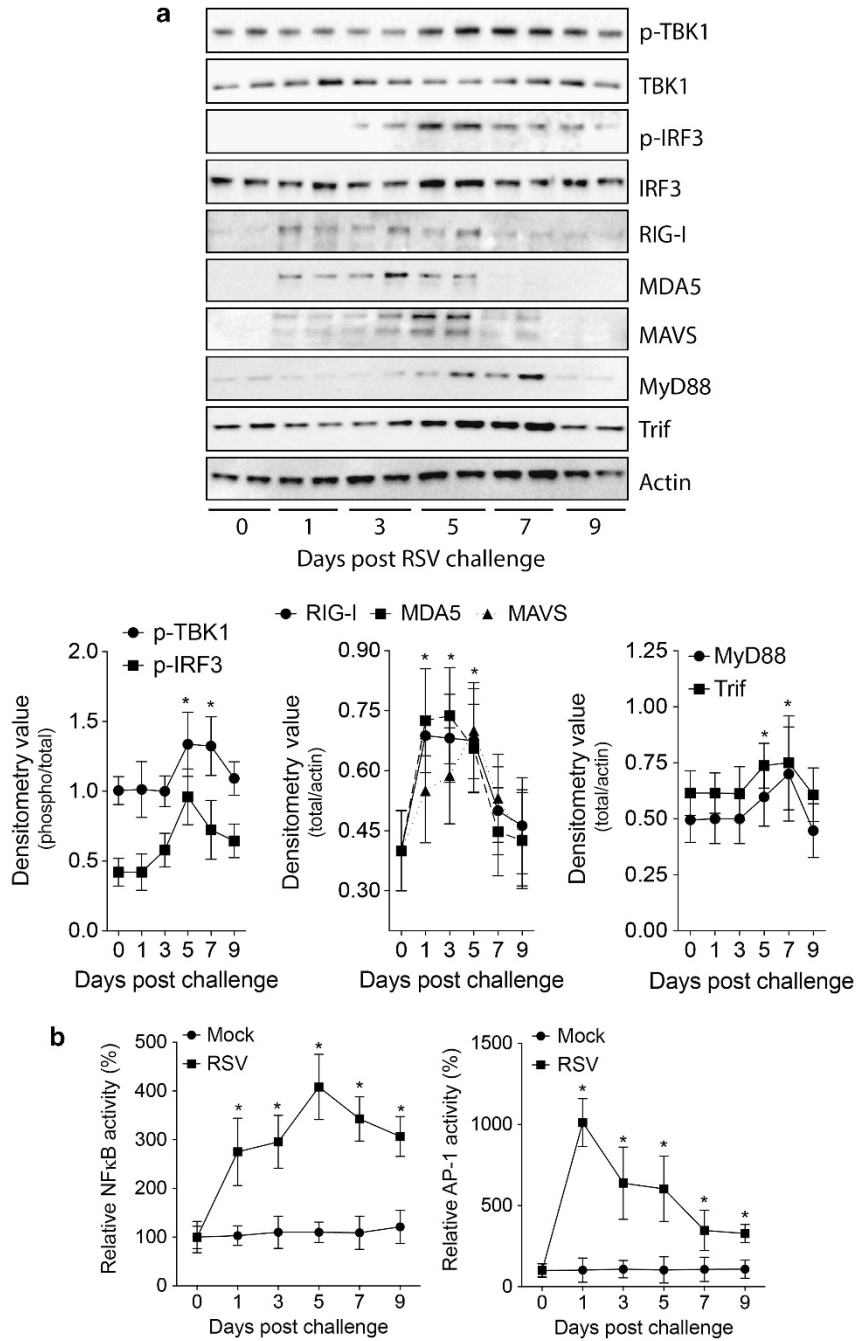 a
p-TBK1
TBK1
p-IRF3
IRF3
RIG-I
MDA5
MAVS
MyD88
Trif
Actin
0 1 3 5 7 9
Days post RSV challenge
p-TBK1
p-IRF3
Densitometry value
(phospho/total)
2.0
1.5
1.0
0.5
0.0
* *
0 1 3 5 7 9
Days post challenge
RIG-I MDA5 MAVS
Densitometry value
(total/actin)
0.90
0.75
0.60
0.45
0.30
* * *
0 1 3 5 7 9
Days post challenge
MyD88
Trif
Densitometry value
(total/actin)
1.25
1.00
0.75
0.50
0.25
0.00
* *
0 1 3 5 7 9
Days post challenge
b
Mock
RSV
Relative NFκB activity (%)
500
400
300
200
100
0
* * * * *
0 1 3 5 7 9
Days post challenge
Mock
RSV
Relative AP-1 activity (%)
1500
1000
500
0
* * * * *
0 1 3 5 7 9
Days post challenge